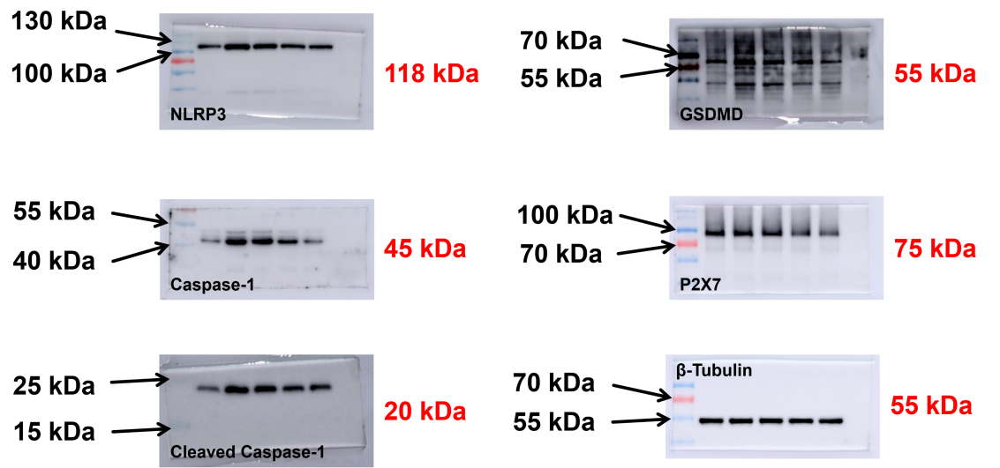 130 kDa
100 kDa
NLRP3
118 kDa
70 kDa
55 kDa
GSDMD
55 kDa
55 kDa
40 kDa
Caspase-1
45 kDa
100 kDa
70 kDa
P2X7
75 kDa
25 kDa
15 kDa
Cleaved Caspase-1
20 kDa
β-Tubulin
70 kDa
55 kDa
55 kDa